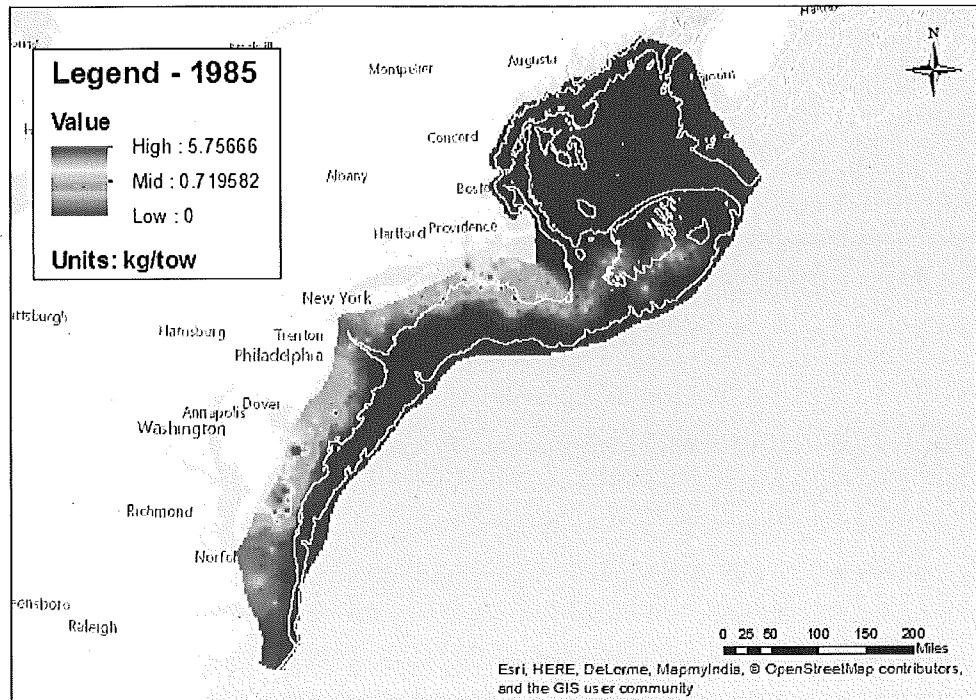 Legend - 1985
Value
High : 5.75666
Mid : 0.719582
Low : 0
Units: kg/tow
N
Montpelier
Augusta
Concord
Albany
Hartford Providence
New York
Harrisburg
Trenton
Philadelphia
Dover
Annapolis
Washington
Richmond
Norfol
Raleigh
0 25 50 100 150 200
Miles
Esri, HERE, DeLorme, MapmyIndia, © OpenStreetMap contributors,
and the GIS user community